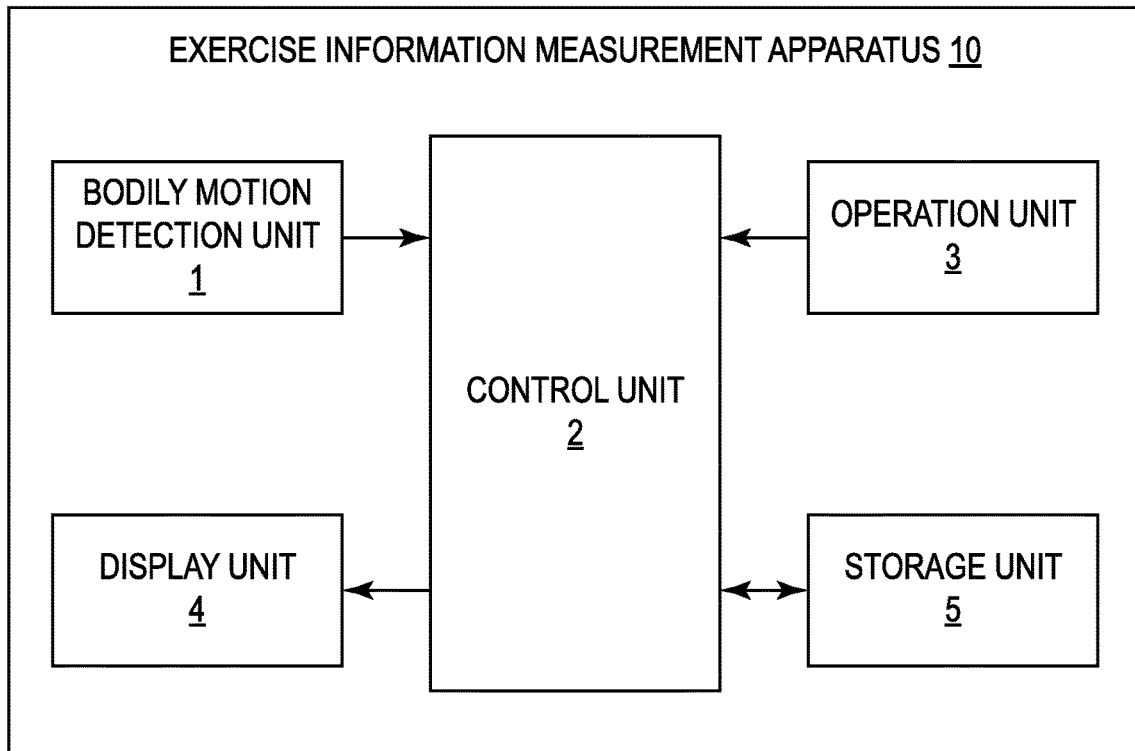 EXERCISE INFORMATION MEASUREMENT APPARATUS 10
BODILY MOTION
DETECTION UNIT
1
CONTROL UNIT
2
OPERATION UNIT
3
DISPLAY UNIT
4
STORAGE UNIT
5